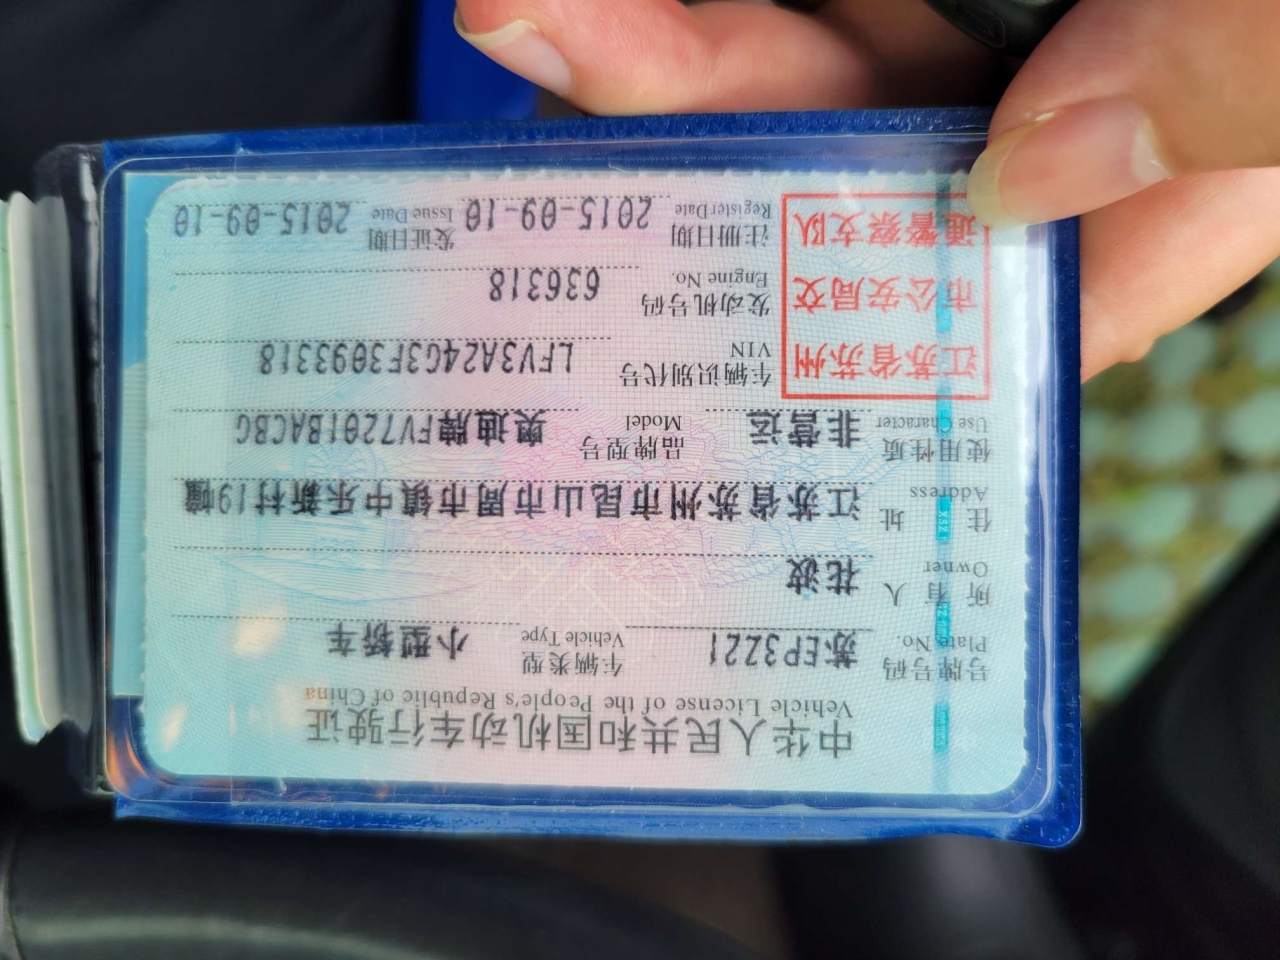 中华人民共和国机动车行驶证
Vehicle License of the People's Republic of China
号牌号码 Plate No. 苏EP3Z21 车辆类型 Vehicle Type 小型轿车
所有人 Owner 花波
住址 Address 江苏省苏州市昆山市周市镇中乐新村19幢
使用性质 Use Character 非营运 品牌型号 Model 奥迪牌FV7201BACBG
江苏省苏州
市公安局交
通警察支队
车辆识别代号 VIN LFV3A24G3F3093318
发动机号码 Engine No. 636318
注册日期 RegisterDate 2015-09-10 发证日期 Issue Date 2015-09-10